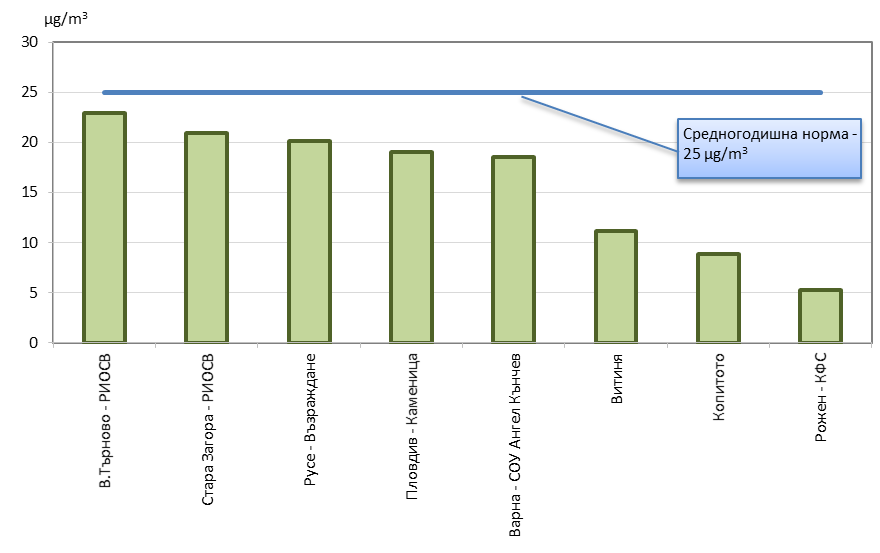 µg/m³
30
25
20
15
10
5
0
Средногодишна норма -
25 µg/m³
В.Търново - РИОСВ
Стара Загора - РИОСВ
Русе - Възраждане
Пловдив - Каменица
Варна - СОУ Ангел Кънчев
Витиня
Копитото
Рожен - КФС